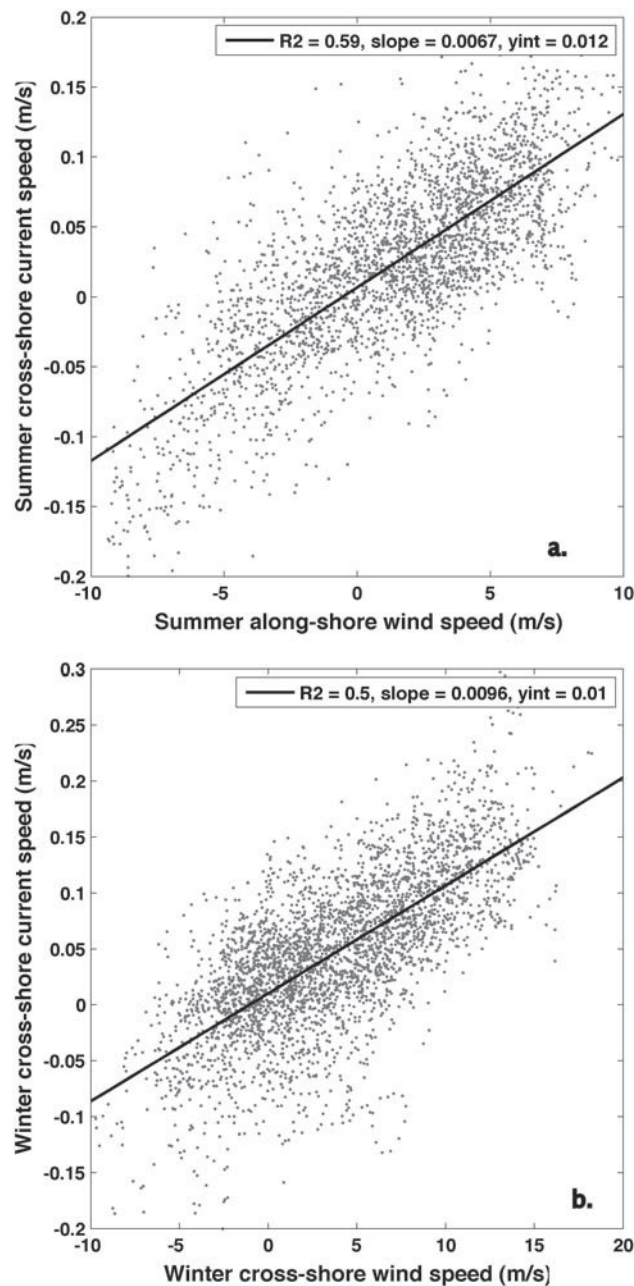 0.2
R2 = 0.59, slope = 0.0067, yint = 0.012
0.15
0.1
0.05
0
-0.05
-0.1
-0.15
-0.2
Summer cross-shore current speed (m/s)
a.
-10 -5 0 5 10
Summer along-shore wind speed (m/s)
0.3
R2 = 0.5, slope = 0.0096, yint = 0.01
0.2
0.1
0
-0.05
-0.1
-0.2
0.15
0.05
Winter cross-shore current speed (m/s)
b.
-10 -5 0 5 10 15 20
Winter cross-shore wind speed (m/s)